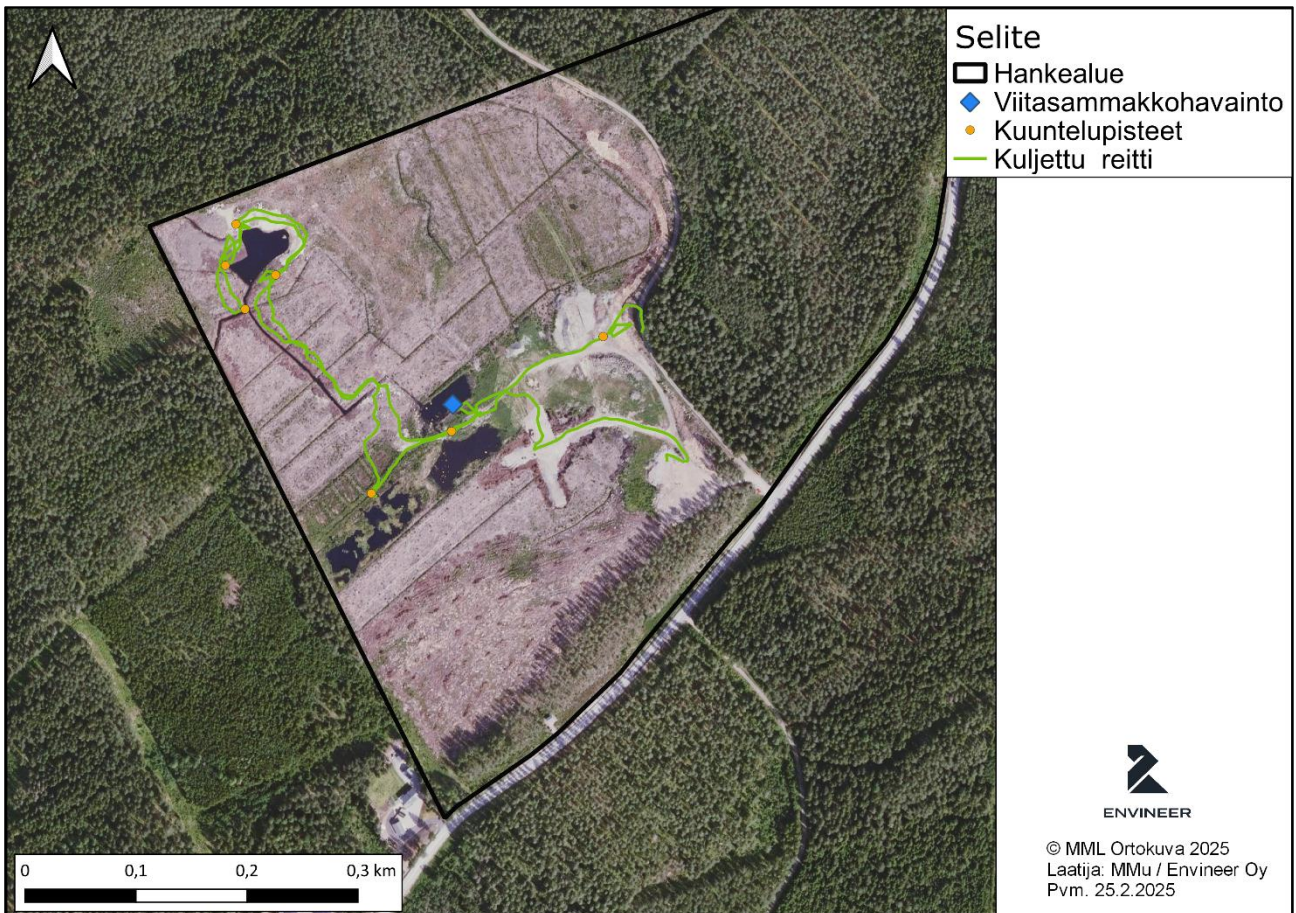 Selite
Hankealue
Viitasammakkohavainto
Kuuntelupisteet
Kuljettu reitti
ENVINEER
© MML Ortokuva 2025
Laatija: MMu / Envineer Oy
Pvm. 25.2.2025
0 0,1 0,2 0,3 km